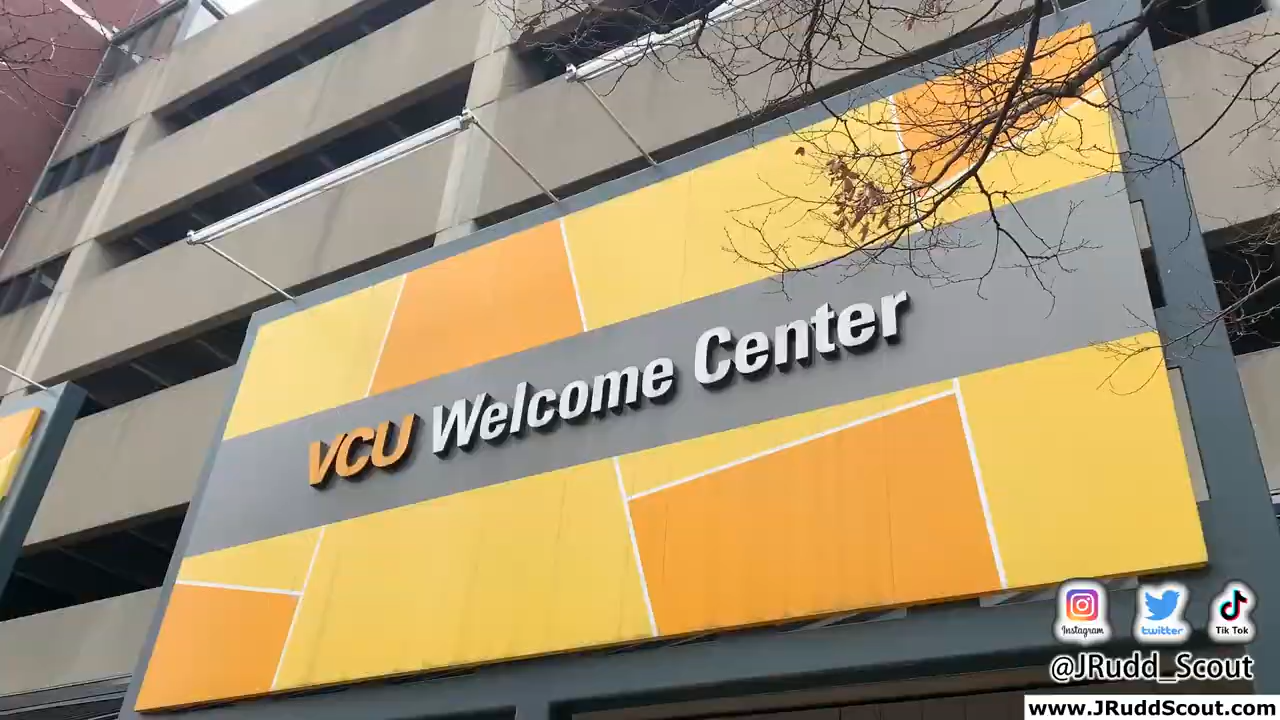 VCU Welcome Center
Instagram
twitter
Tik Tok
@JRudd_Scout
www.JRuddScout.com